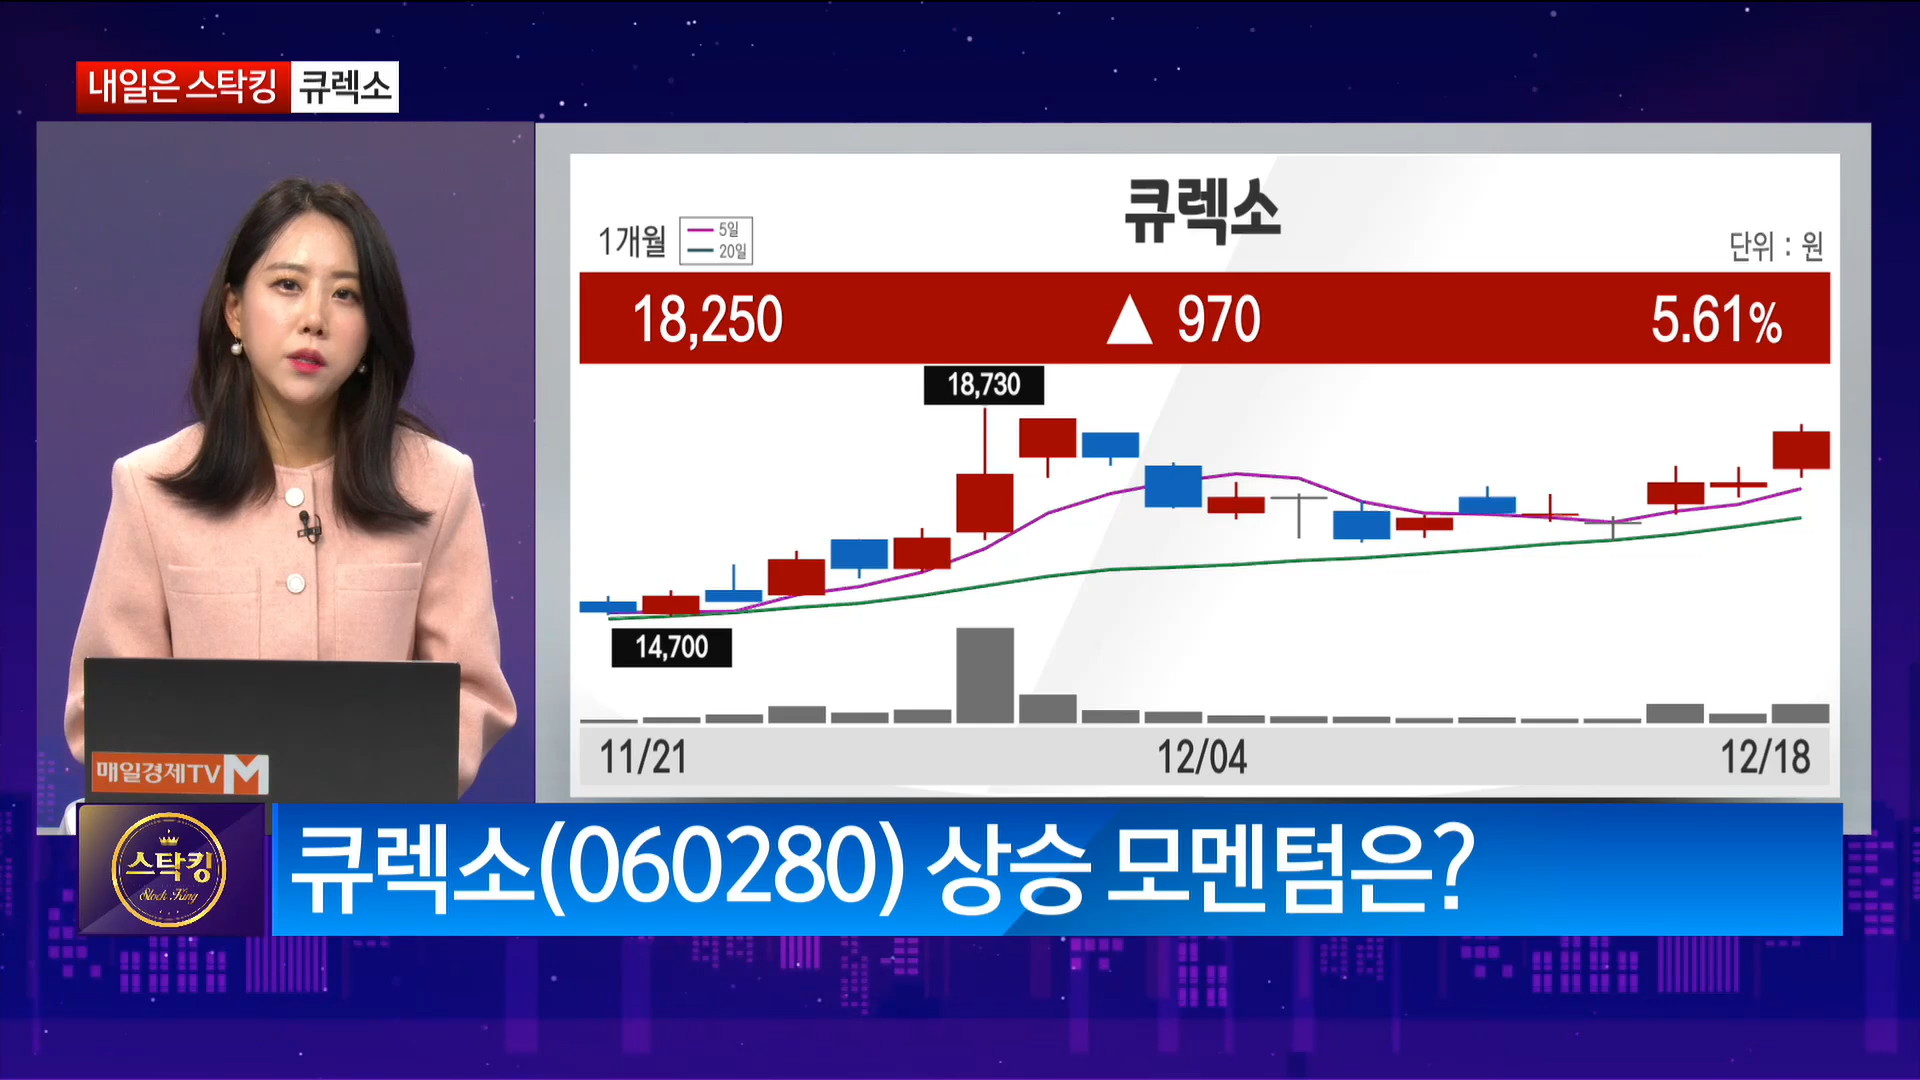 내일은 스탁킹 큐렉소
큐렉소
1개월
5일
20일
단위 : 원
18,250 ▲ 970 5.61%
18,730
14,700
11/21 12/04 12/18
매일경제TV M
스탁킹
Stock King
큐렉소(060280) 상승 모멘텀은?